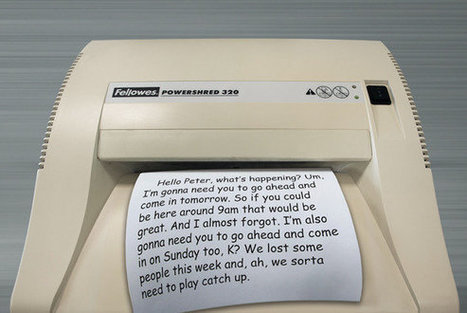 Fellowes. POWERSHRED 320
Hello Peter, what's happening? Um.
I'm gonna need you to go ahead and
come in tomorrow. So if you could
be here around 9am that would be
great. And I almost forgot. I'm also
gonna need you to go ahead and come
in on Sunday too, K? We lost some
people this week and, ah, we sorta
need to play catch up.